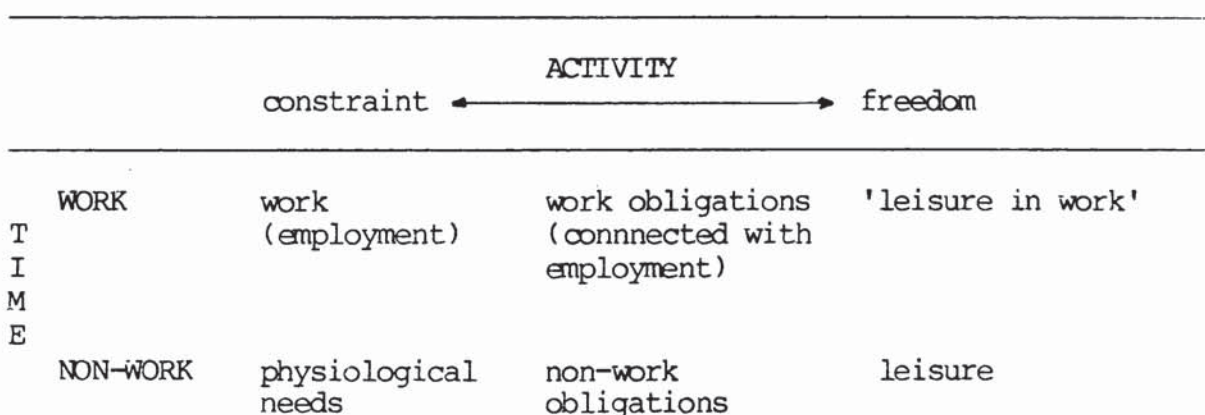 ACTIVITY
constraint freedom
WORK work work obligations 'leisure in work'
T (employment) (connnected with
I employment)
M
E
NON-WORK physiological non-work leisure
needs obligations